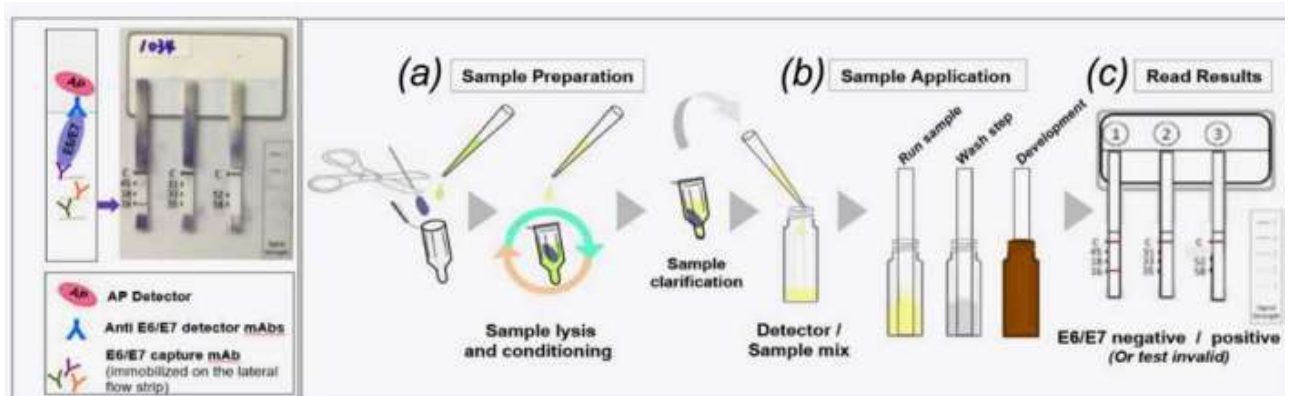 1034
Ap
E6/E7
C
C
C
Ap
AP Detector
Anti E6/E7 detector mAbs
E6/E7 capture mAb
(immobilized on the lateral
flow strip)
(a)
Sample Preparation
Sample lysis
and conditioning
Sample
clarification
(b)
Sample Application
Detector /
Sample mix
Run sample
Wash step
Development
(c)
Read Results
1
2
3
E6/E7 negative / positive
(Or test invalid)